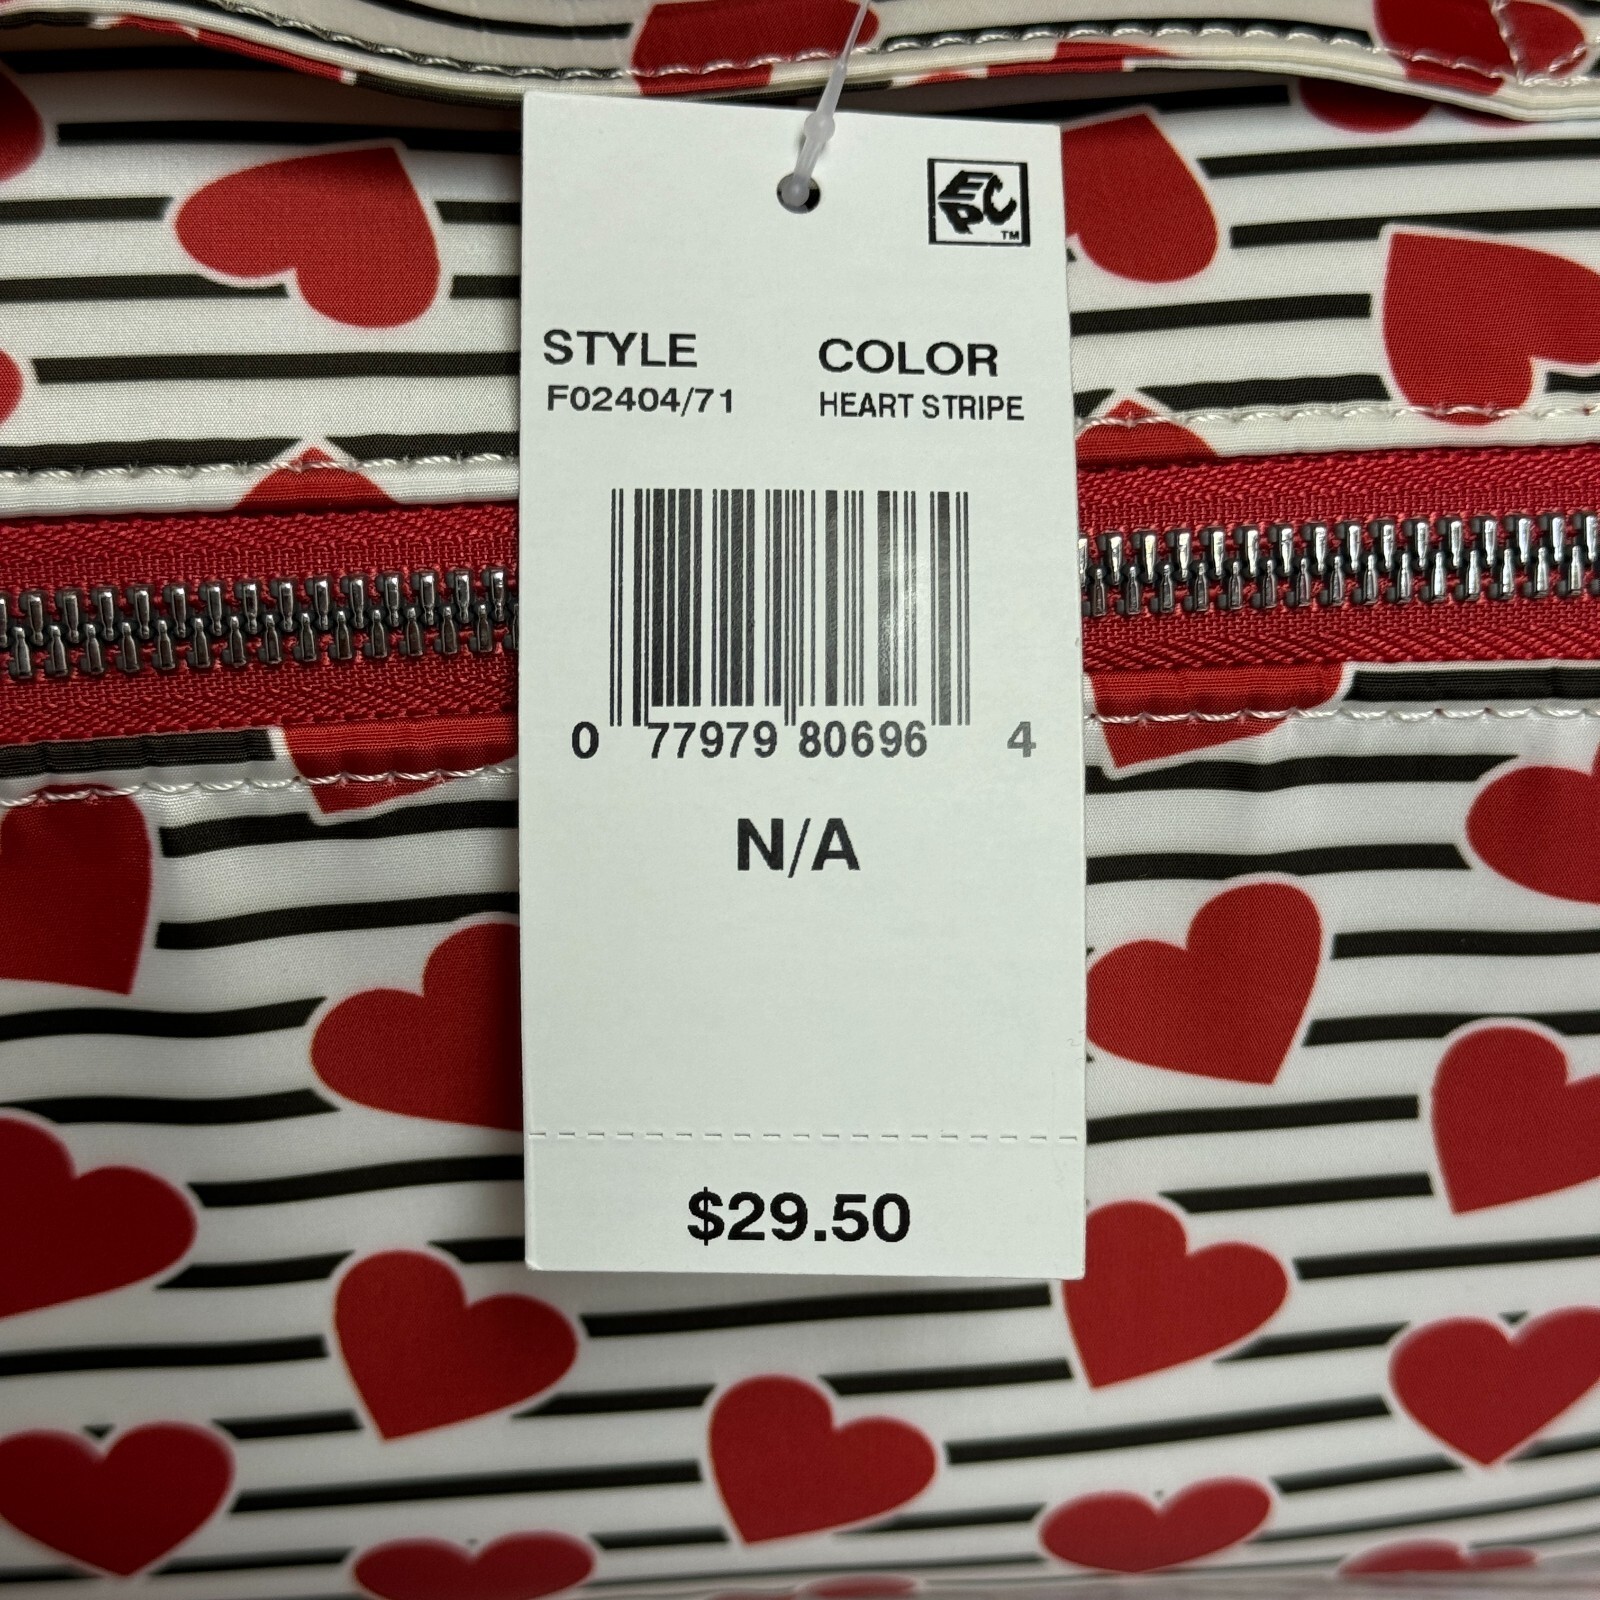 EPC
TM
STYLE COLOR
F02404/71 HEART STRIPE
0 77979 80696 4
N/A
$29.50